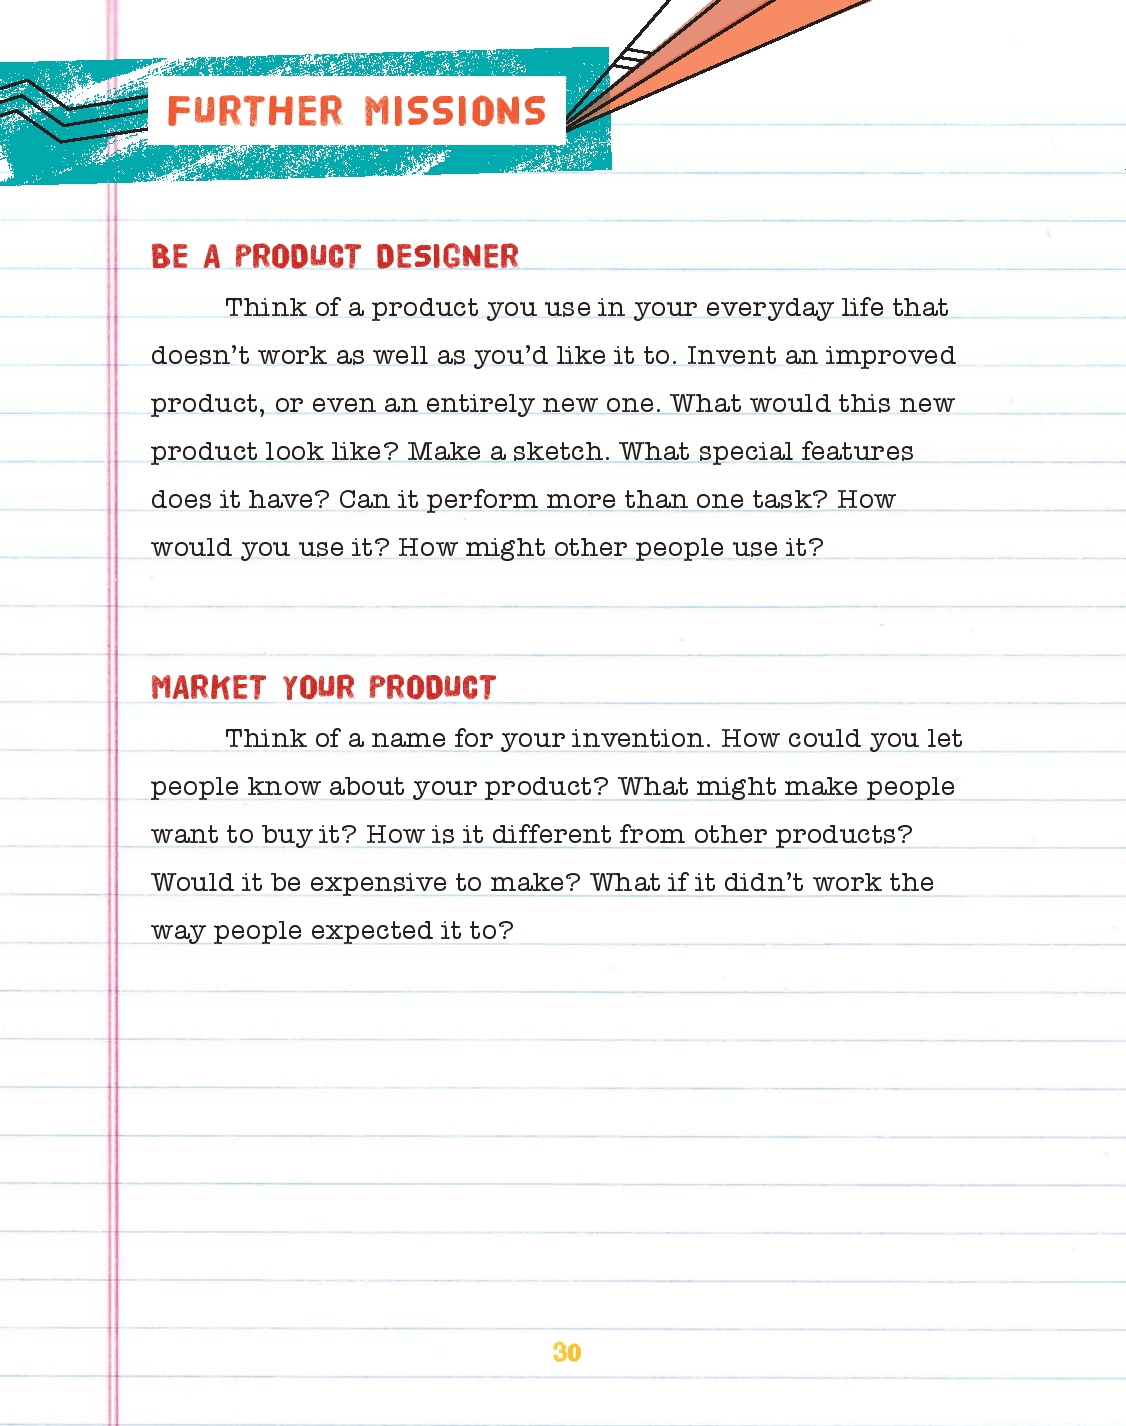 FURTHER MISSIONS
BE A PRODUCT DESIGNER
Think of a product you use in your everyday life that
doesn’t work as well as you’d like it to. Invent an improved
product, or even an entirely new one. What would this new
product look like? Make a sketch. What special features
does it have? Can it perform more than one task? How
would you use it? How might other people use it?
MARKET YOUR PRODUCT
Think of a name for your invention. How could you let
people know about your product? What might make people
want to buy it? How is it different from other products?
Would it be expensive to make? What if it didn’t work the
way people expected it to?
30